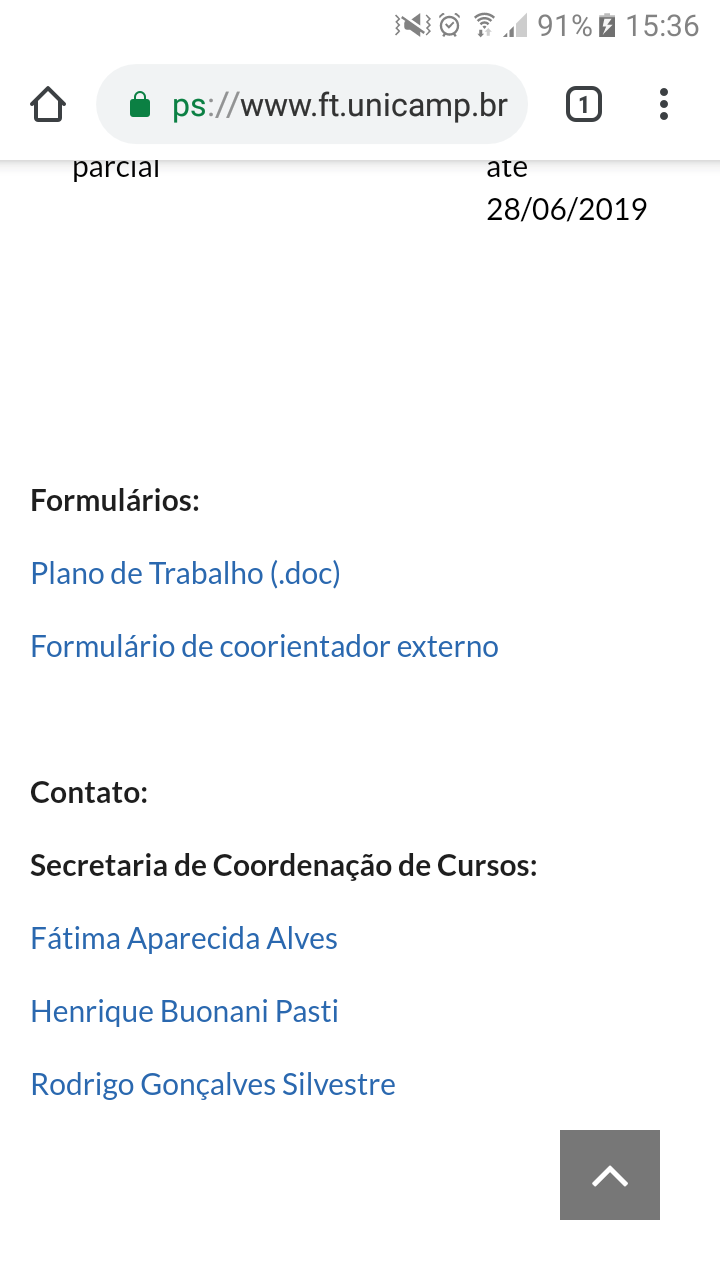 91% 15:36
ps://www.ft.unicamp.br
1
parcial
até
28/06/2019
Formulários:
Plano de Trabalho (.doc)
Formulário de coorientador externo
Contato:
Secretaria de Coordenação de Cursos:
Fátima Aparecida Alves
Henrique Buonani Pasti
Rodrigo Gonçalves Silvestre